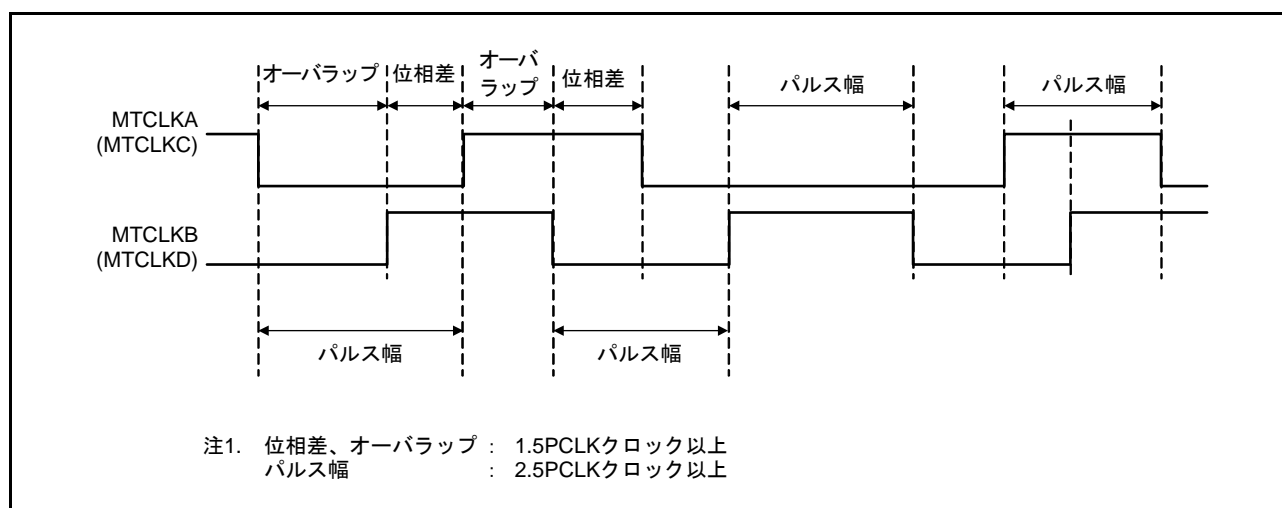 オーバラップ 位相差 オーバ
ラップ 位相差 パルス幅 パルス幅
MTCLKA
(MTCLKC)
MTCLKB
(MTCLKD)
パルス幅 パルス幅
注1. 位相差、オーバラップ : 1.5PCLKクロック以上
パルス幅 : 2.5PCLKクロック以上